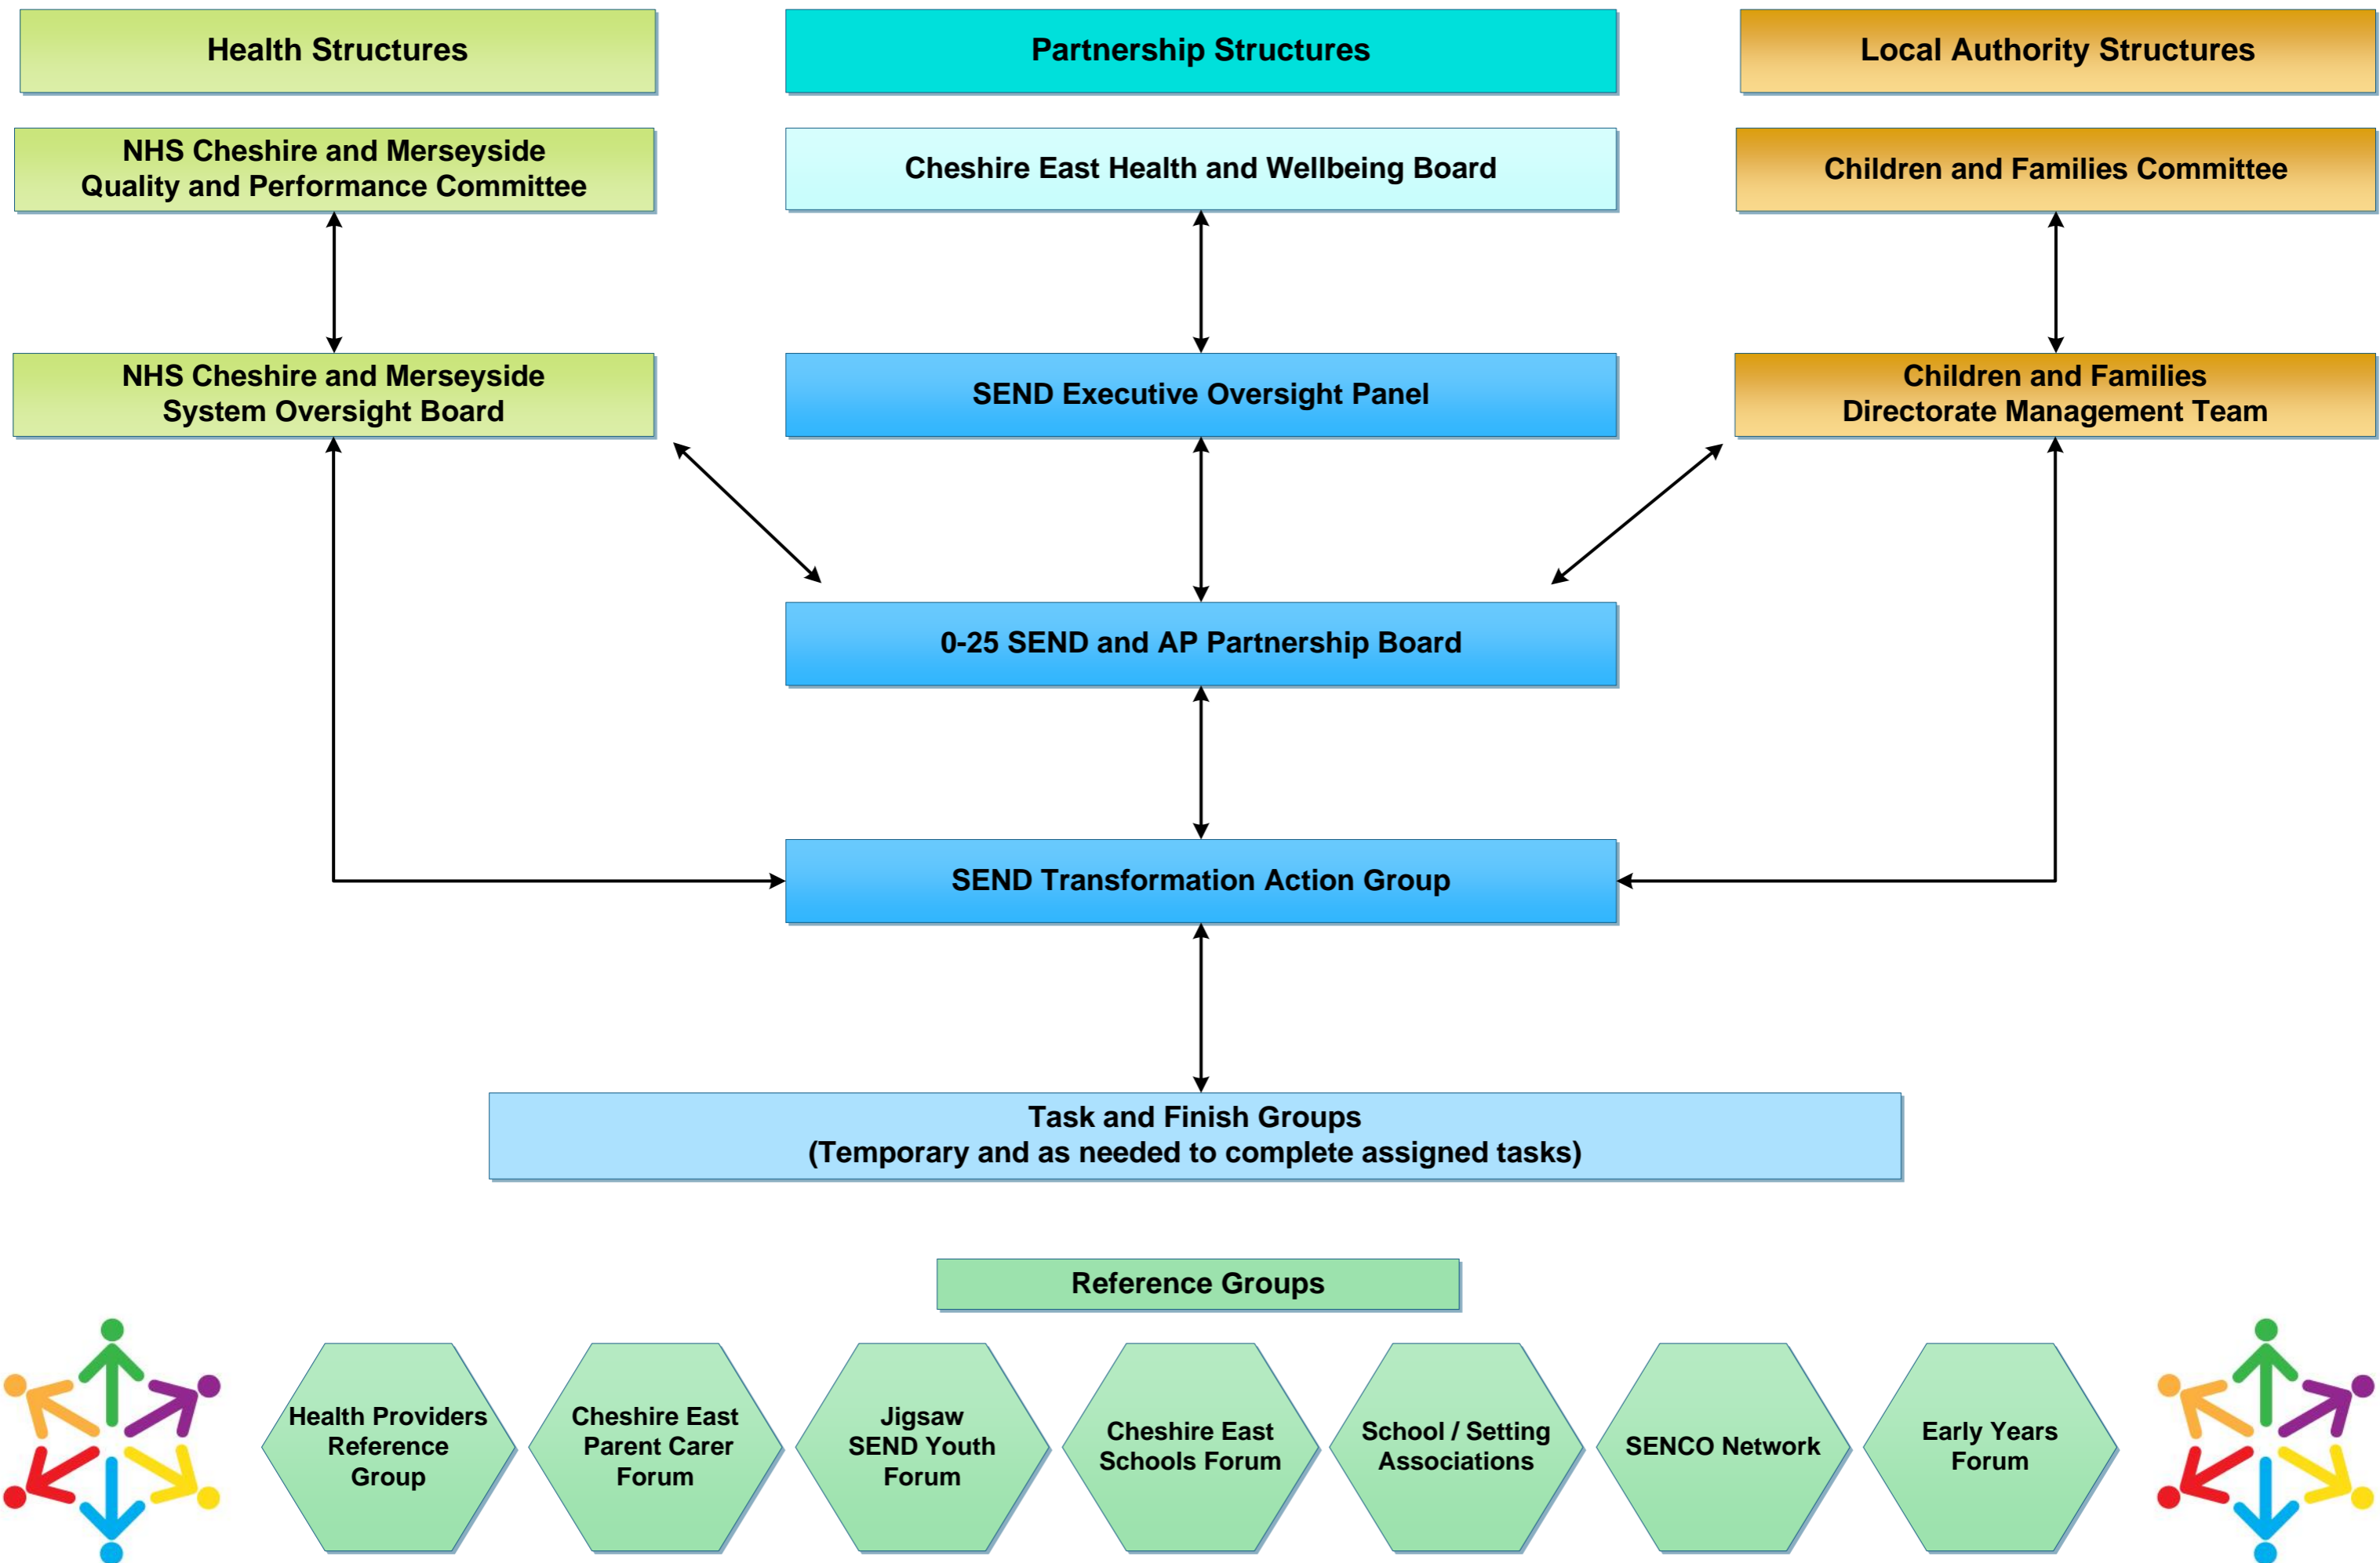 Health Structures
Partnership Structures
Local Authority Structures
NHS Cheshire and Merseyside
Quality and Performance Committee
Cheshire East Health and Wellbeing Board
Children and Families Committee
NHS Cheshire and Merseyside
System Oversight Board
SEND Executive Oversight Panel
Children and Families
Directorate Management Team
0-25 SEND and AP Partnership Board
SEND Transformation Action Group
Task and Finish Groups
(Temporary and as needed to complete assigned tasks)
Reference Groups
Health Providers
Reference
Group
Cheshire East
Parent Carer
Forum
Jigsaw
SEND Youth
Forum
Cheshire East
Schools Forum
School / Setting
Associations
SENCO Network
Early Years
Forum